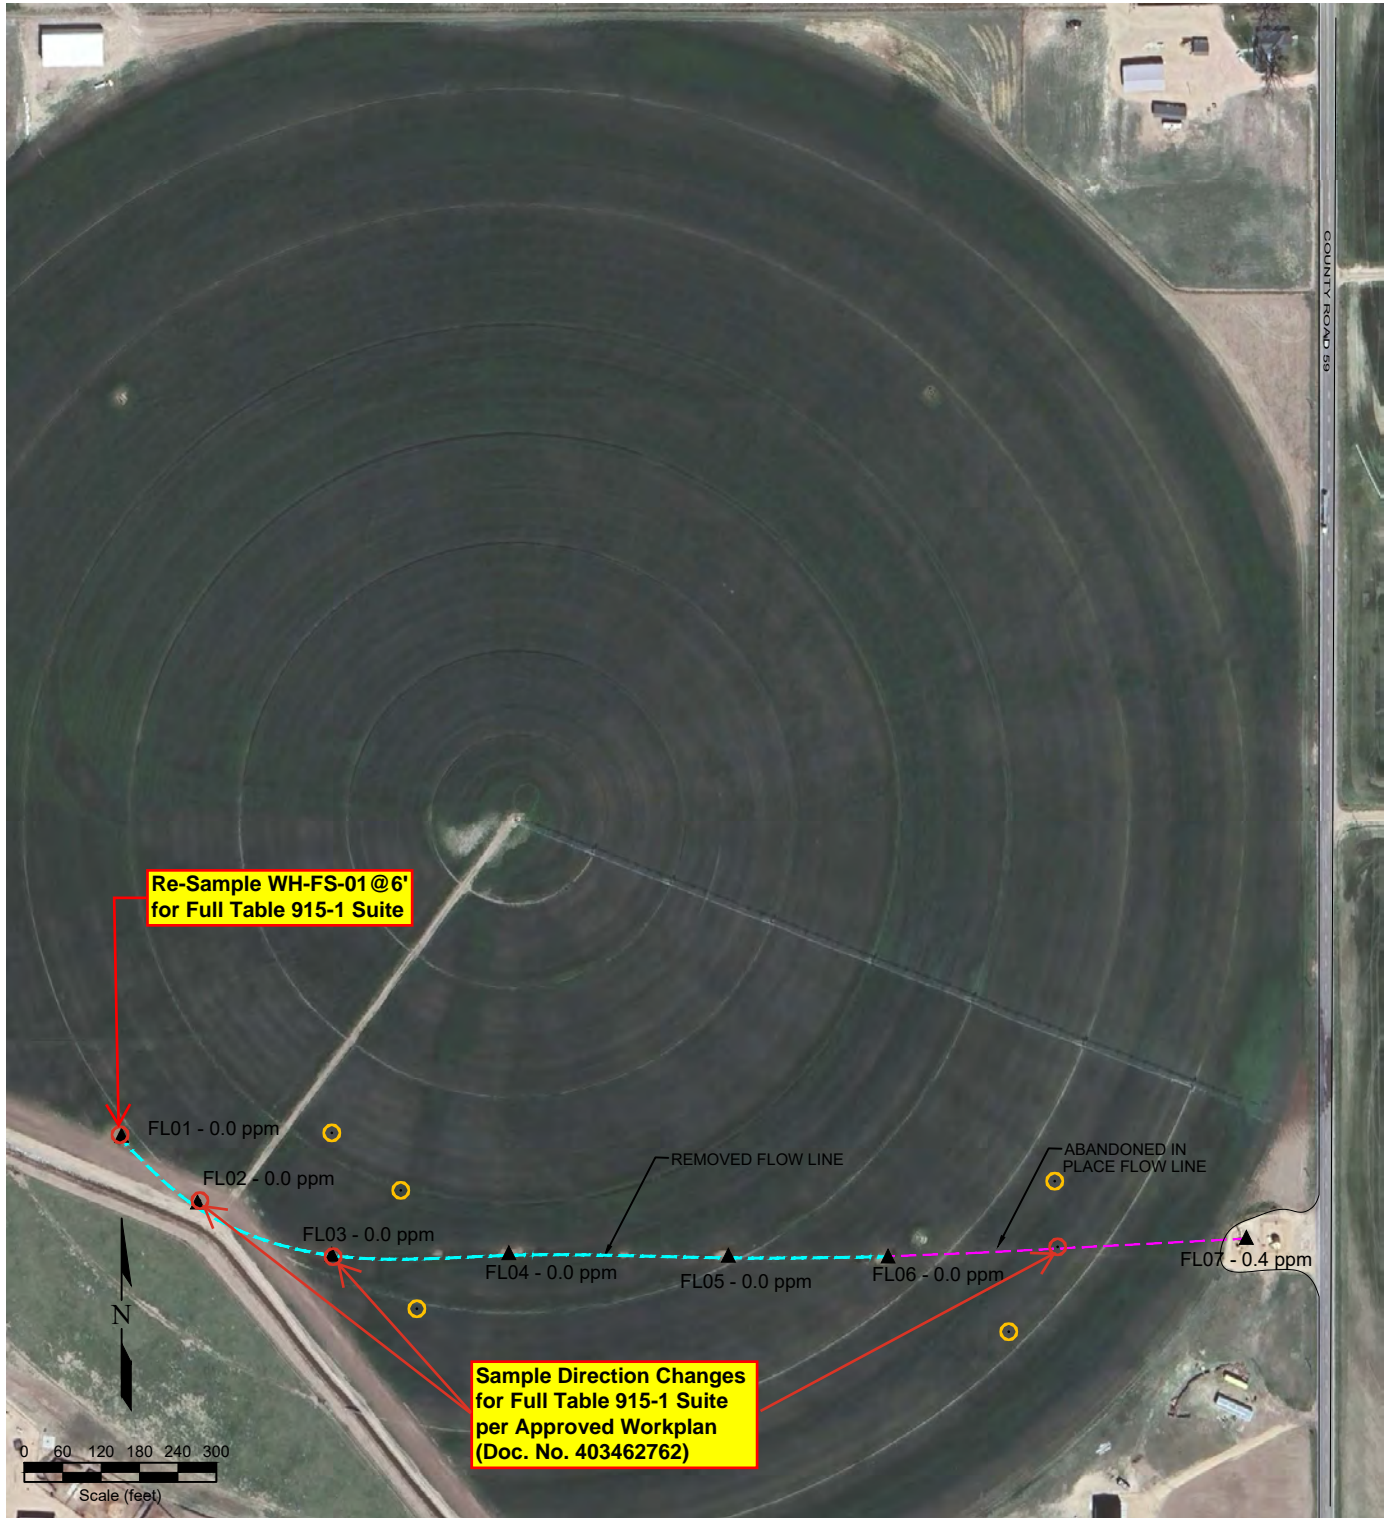 COUNTY ROAD 59
Re-Sample WH-FS-01@6'
for Full Table 915-1 Suite
FL01 - 0.0 ppm
FL02 - 0.0 ppm
REMOVED FLOW LINE
ABANDONED IN
PLACE FLOW LINE
FL03 - 0.0 ppm
FL04 - 0.0 ppm
FL05 - 0.0 ppm
FL06 - 0.0 ppm
FL07 - 0.4 ppm
N
Sample Direction Changes
for Full Table 915-1 Suite
per Approved Workplan
(Doc. No. 403462762)
0 60 120 180 240 300
Scale (feet)